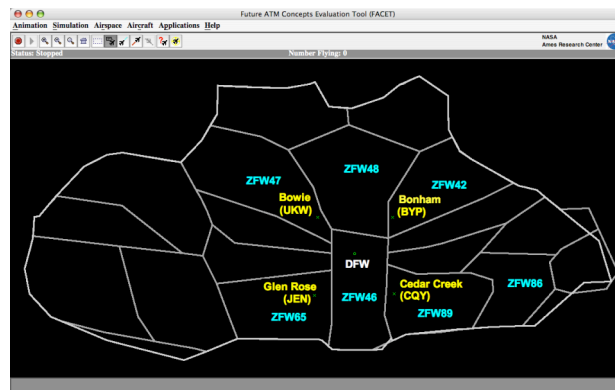 Future ATM Concepts Evaluation Tool (FACET)
Animation Simulation Airspace Aircraft Applications Help
NASA
Ames Research Center
Status: Stopped
Number Flying: 0
ZFW47
ZFW48
ZFW42
Bowie
(UKW)
Bonham
(BYP)
DFW
Glen Rose
(JEN)
ZFW46
Cedar Creek
(CQY)
ZFW86
ZFW65
ZFW89